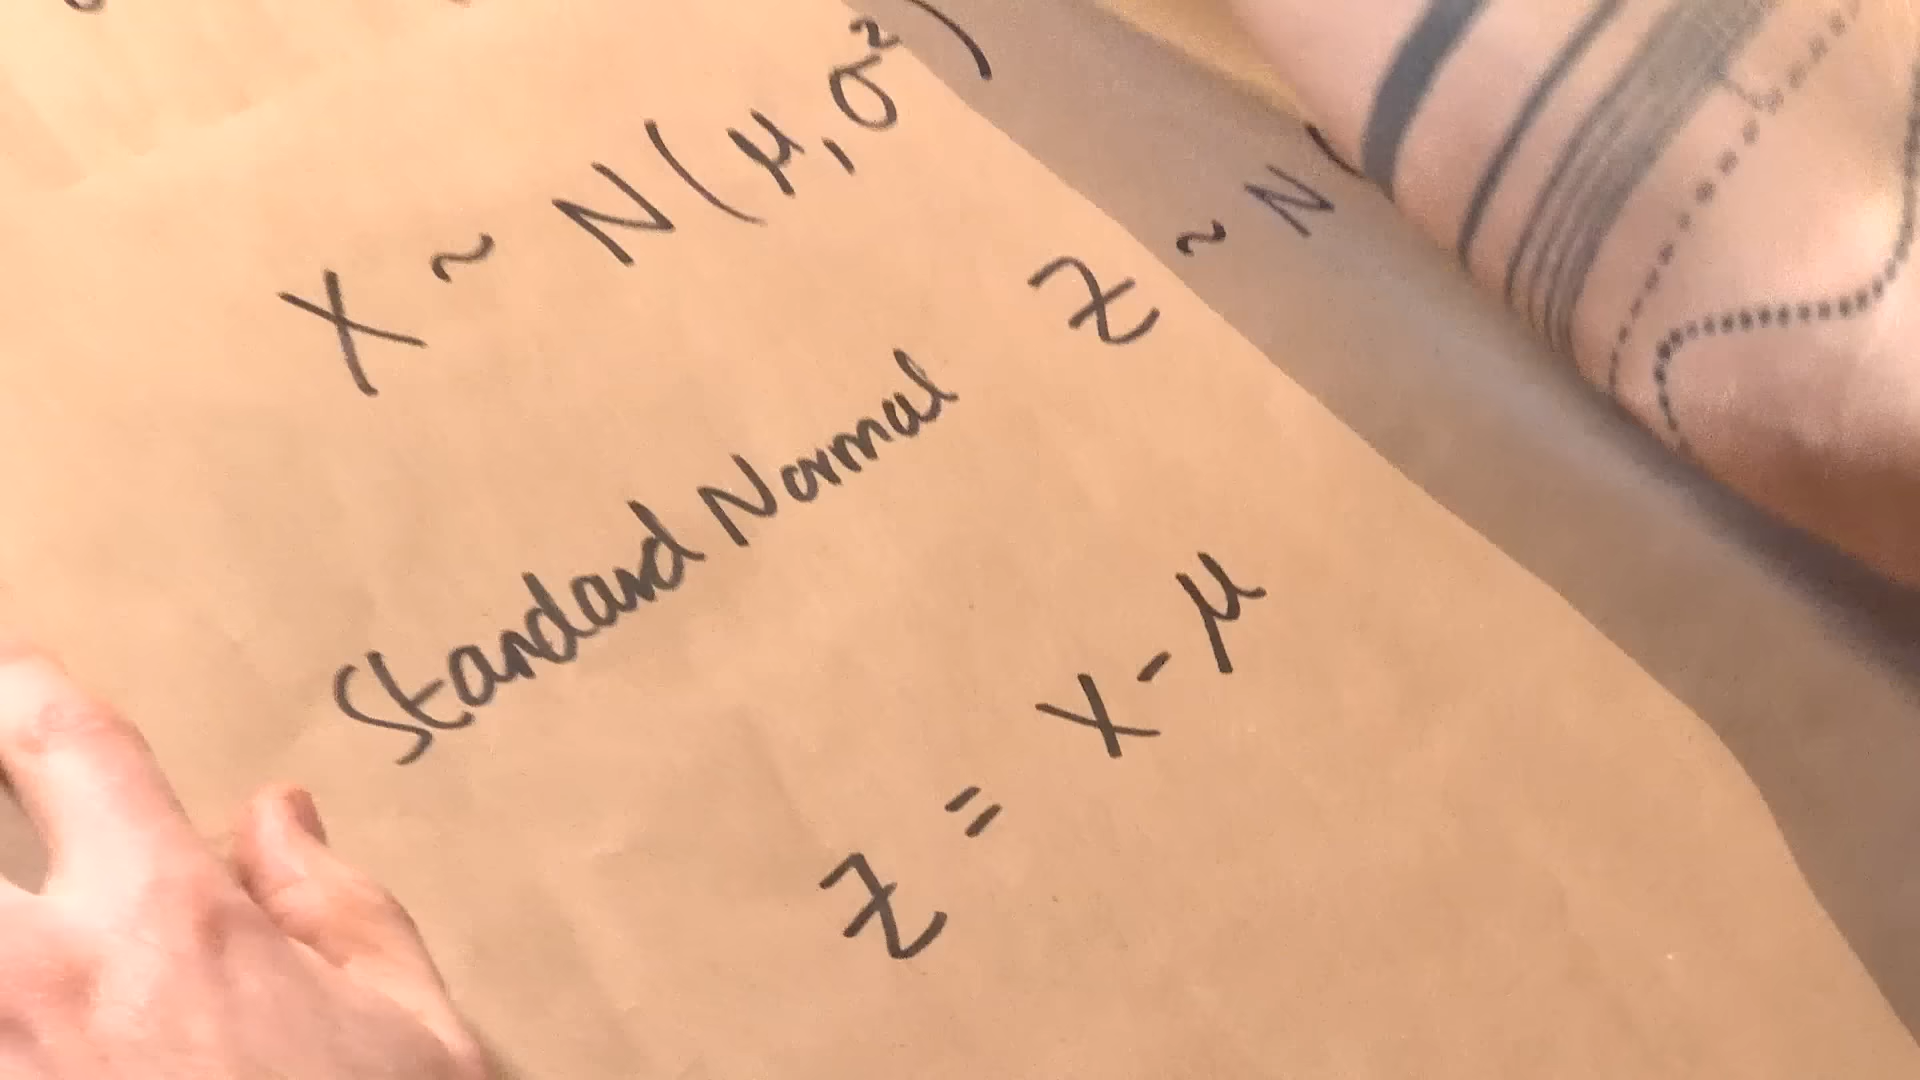 X ~ N(μ, σ²)
Standard Normal Z ~ N(
Z = X - μ